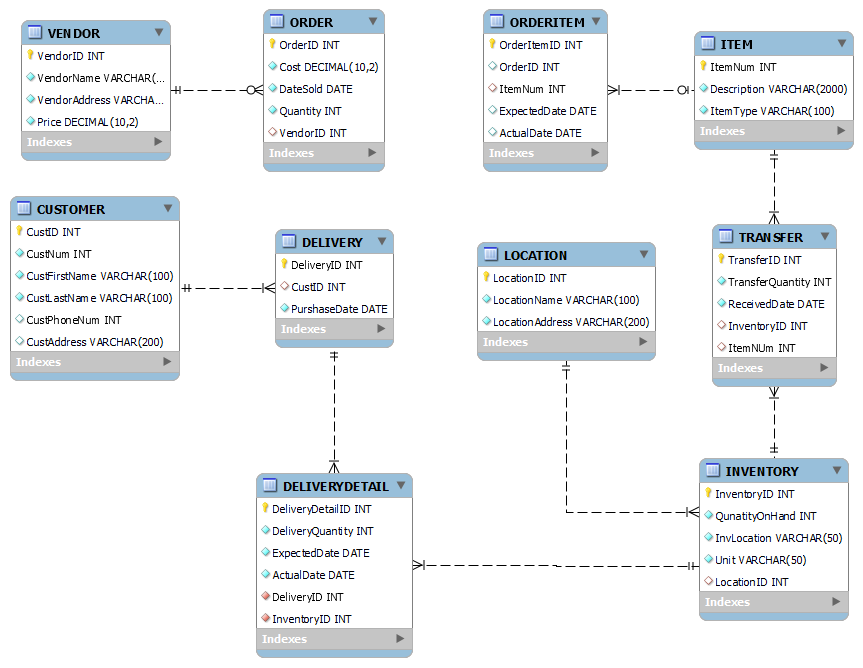 VENDOR
VendorID INT
VendorName VARCHAR(...
VendorAddress VARCHA...
Price DECIMAL(10,2)
Indexes
ORDER
OrderID INT
Cost DECIMAL(10,2)
DateSold DATE
Quantity INT
VendorID INT
Indexes
ORDERITEM
OrderItemID INT
OrderID INT
ItemNum INT
ExpectedDate DATE
ActualDate DATE
Indexes
ITEM
ItemNum INT
Description VARCHAR(2000)
ItemType VARCHAR(100)
Indexes
CUSTOMER
CustID INT
CustNum INT
CustFirstName VARCHAR(100)
CustLastName VARCHAR(100)
CustPhoneNum INT
CustAddress VARCHAR(200)
Indexes
DELIVERY
DeliveryID INT
CustID INT
PurshaseDate DATE
Indexes
LOCATION
LocationID INT
LocationName VARCHAR(100)
LocationAddress VARCHAR(200)
Indexes
TRANSFER
TransferID INT
TransferQuantity INT
ReceivedDate DATE
InventoryID INT
ItemNUm INT
Indexes
DELIVERYDETAIL
DeliveryDetailID INT
DeliveryQuantity INT
ExpectedDate DATE
ActualDate DATE
DeliveryID INT
InventoryID INT
Indexes
INVENTORY
InventoryID INT
QunatityOnHand INT
InvLocation VARCHAR(50)
Unit VARCHAR(50)
LocationID INT
Indexes